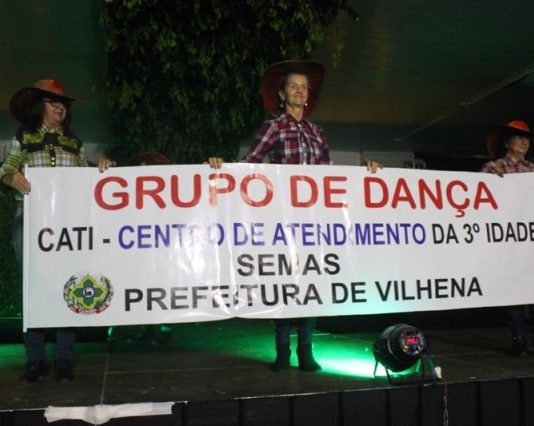 GRUPO DE DANÇA
CATI - CENTRO DE ATENDIMENTO DA 3º IDADE
SEMAS
PREFEITURA DE VILHENA